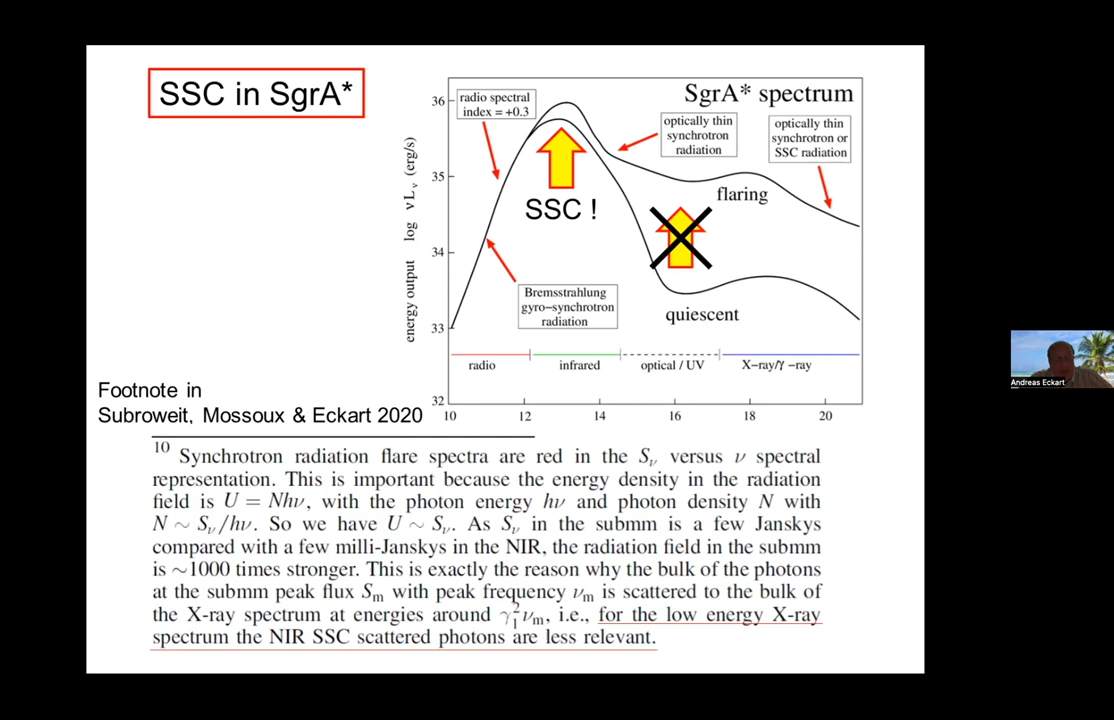 SSC in SgrA*
SgrA* spectrum
radio spectral
index = +0.3
optically thin
synchrotron
radiation
optically thin
synchrotron or
SSC radiation
flaring
SSC !
Bremsstrahlung
gyro−synchrotron
radiation
quiescent
energy output log νLν (erg/s)
36
35
34
33
32
radio
infrared
optical / UV
X−ray/γ −ray
10
12
14
16
18
20
Footnote in
Subroweit, Mossoux & Eckart 2020
10 Synchrotron radiation flare spectra are red in the Sν versus ν spectral
representation. This is important because the energy density in the radiation
field is U = Nhν, with the photon energy hν and photon density N with
N ∼ Sν/hν. So we have U ∼ Sν. As Sν in the submm is a few Janskys
compared with a few milli-Janskys in the NIR, the radiation field in the submm
is ∼1000 times stronger. This is exactly the reason why the bulk of the photons
at the submm peak flux Sm with peak frequency νm is scattered to the bulk of
the X-ray spectrum at energies around γ₁²νm, i.e., for the low energy X-ray
spectrum the NIR SSC scattered photons are less relevant.
Andreas Eckart